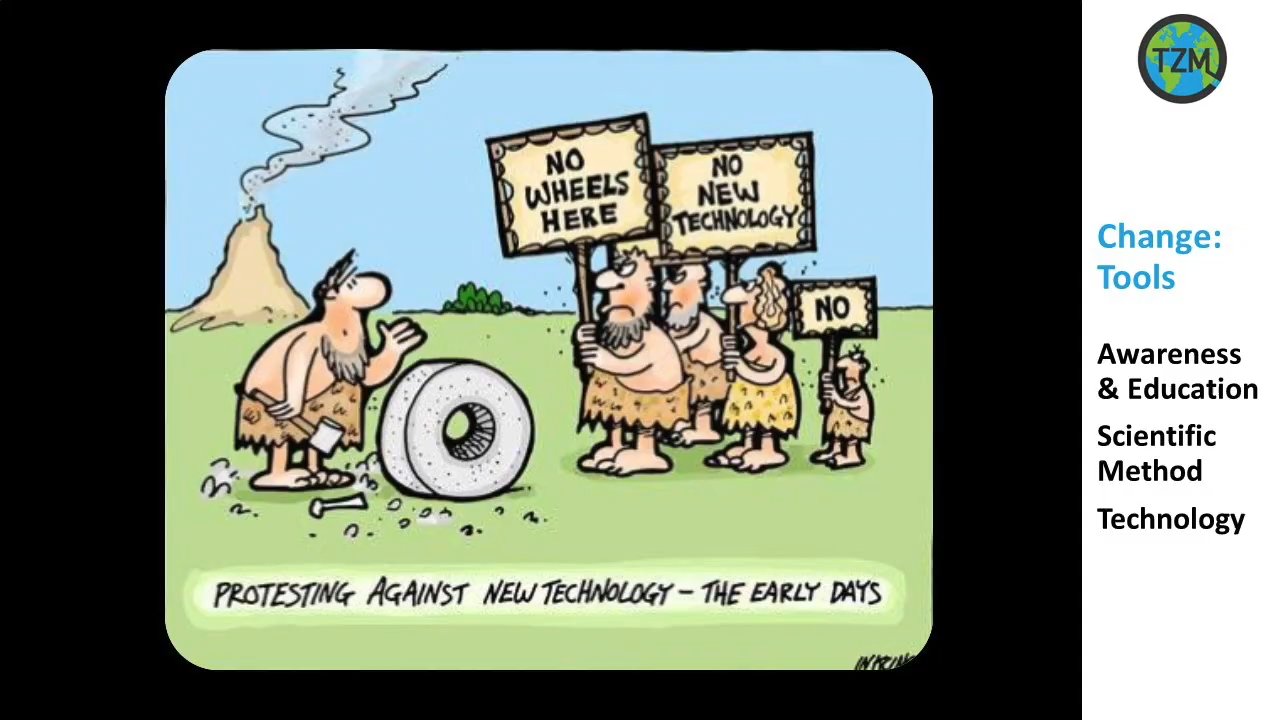 NO
WHEELS
HERE
NO
NEW
TECHNOLOGY
NO
PROTESTING AGAINST NEW TECHNOLOGY – THE EARLY DAYS
TZM
Change:
Tools
Awareness
& Education
Scientific
Method
Technology